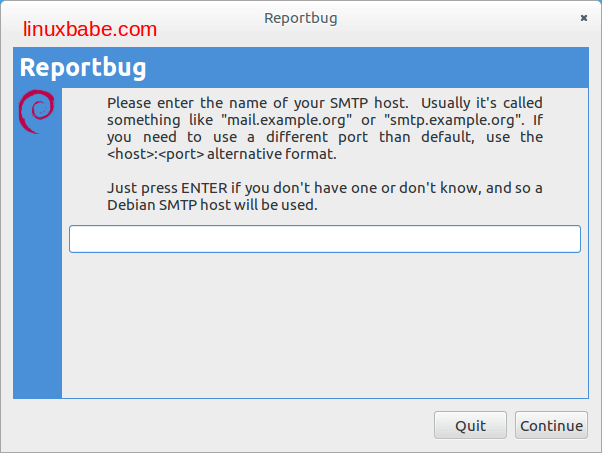 Reportbug
linuxbabe.com
Reportbug
Please enter the name of your SMTP host.  Usually it's called
something like "mail.example.org" or "smtp.example.org". If
you need to use a different port than default, use the
<host>:<port> alternative format.
Just press ENTER if you don't have one or don't know, and so a
Debian SMTP host will be used.
Quit
Continue